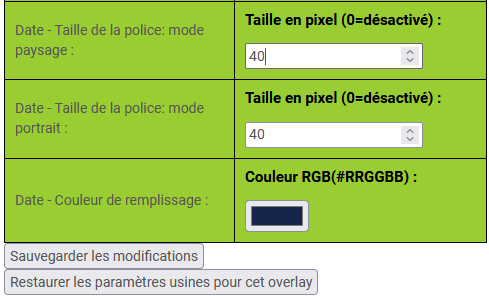 Date - Taille de la police: mode
paysage :
Taille en pixel (0=désactivé) :
40
Date - Taille de la police: mode
portrait :
Taille en pixel (0=désactivé) :
40
Date - Couleur de remplissage :
Couleur RGB(#RRGGBB) :
Sauvegarder les modifications
Restaurer les paramètres usines pour cet overlay